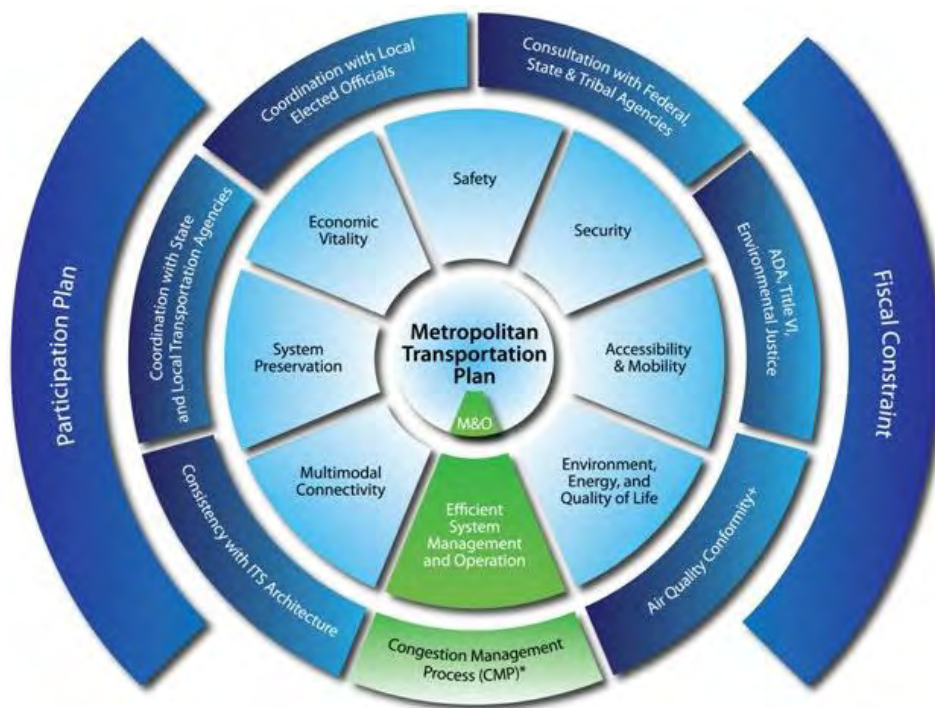 Participation Plan
Coordination with Local
Elected Officials
Consultation with Federal,
State & Tribal Agencies
ADA, Title VI,
Environmental Justice
Air Quality Conformity+
Congestion Management
Process (CMP)*
Consistency with ITS Architecture
Coordination with State
and Local Transportation Agencies
Safety
Security
Accessibility
& Mobility
Environment,
Energy, and
Quality of Life
Efficient
System
Management
and Operation
Multimodal
Connectivity
System
Preservation
Economic
Vitality
Metropolitan
Transportation
Plan
M&O
Fiscal Constraint